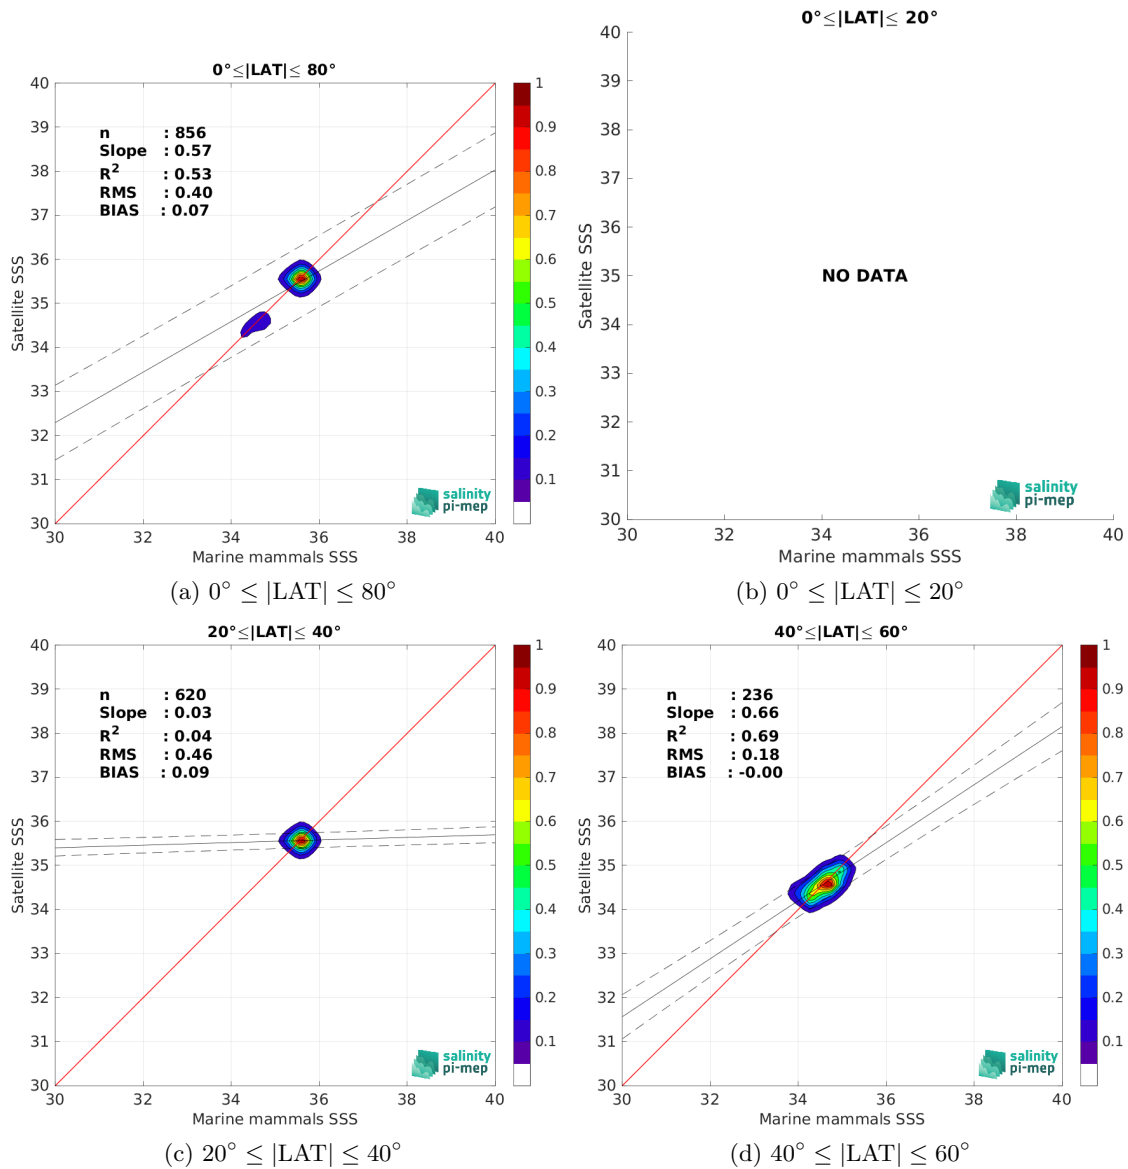 0°≤|LAT|≤ 80°
n : 856
Slope : 0.57
R² : 0.53
RMS : 0.40
BIAS : 0.07
40
39
38
37
36
35
34
33
32
31
30
30 32 34 36 38 40
Satellite SSS
Marine mammals SSS
1
0.9
0.8
0.7
0.6
0.5
0.4
0.3
0.2
0.1
salinity
pi-mep
(a) 0° ≤ |LAT| ≤ 80°
0°≤|LAT|≤ 20°
40
39
38
37
36
35
34
33
32
31
30
30 32 34 36 38 40
Satellite SSS
Marine mammals SSS
NO DATA
salinity
pi-mep
(b) 0° ≤ |LAT| ≤ 20°
20°≤|LAT|≤ 40°
n : 620
Slope : 0.03
R² : 0.04
RMS : 0.46
BIAS : 0.09
40
39
38
37
36
35
34
33
32
31
30
30 32 34 36 38 40
Satellite SSS
Marine mammals SSS
1
0.9
0.8
0.7
0.6
0.5
0.4
0.3
0.2
0.1
salinity
pi-mep
(c) 20° ≤ |LAT| ≤ 40°
40°≤|LAT|≤ 60°
n : 236
Slope : 0.66
R² : 0.69
RMS : 0.18
BIAS : -0.00
40
39
38
37
36
35
34
33
32
31
30
30 32 34 36 38 40
Satellite SSS
Marine mammals SSS
1
0.9
0.8
0.7
0.6
0.5
0.4
0.3
0.2
0.1
salinity
pi-mep
(d) 40° ≤ |LAT| ≤ 60°